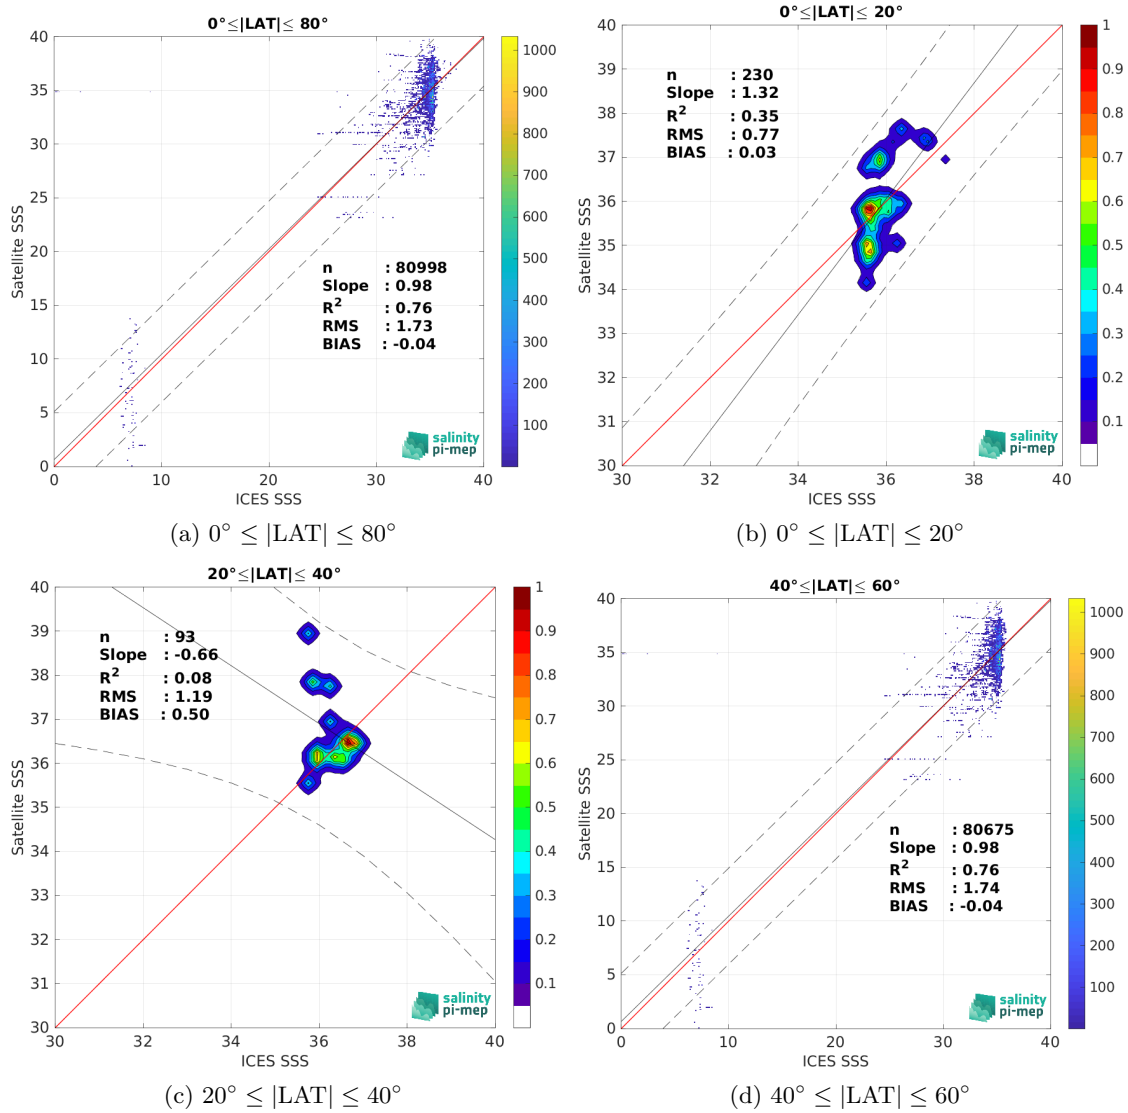 0°≤|LAT|≤ 80°
40
35
30
25
20
15
10
5
0
Satellite SSS
n : 80998
Slope : 0.98
R² : 0.76
RMS : 1.73
BIAS : -0.04
salinity
pi-mep
0 10 20 30 40
ICES SSS
1000
900
800
700
600
500
400
300
200
100
(a) 0° ≤ |LAT| ≤ 80°
0°≤|LAT|≤ 20°
40
39
38
37
36
35
34
33
32
31
30
Satellite SSS
n : 230
Slope : 1.32
R² : 0.35
RMS : 0.77
BIAS : 0.03
salinity
pi-mep
30 32 34 36 38 40
ICES SSS
1
0.9
0.8
0.7
0.6
0.5
0.4
0.3
0.2
0.1
(b) 0° ≤ |LAT| ≤ 20°
20°≤|LAT|≤ 40°
40
39
38
37
36
35
34
33
32
31
30
Satellite SSS
n : 93
Slope : -0.66
R² : 0.08
RMS : 1.19
BIAS : 0.50
salinity
pi-mep
30 32 34 36 38 40
ICES SSS
1
0.9
0.8
0.7
0.6
0.5
0.4
0.3
0.2
0.1
(c) 20° ≤ |LAT| ≤ 40°
40°≤|LAT|≤ 60°
40
35
30
25
20
15
10
5
0
Satellite SSS
n : 80675
Slope : 0.98
R² : 0.76
RMS : 1.74
BIAS : -0.04
salinity
pi-mep
0 10 20 30 40
ICES SSS
1000
900
800
700
600
500
400
300
200
100
(d) 40° ≤ |LAT| ≤ 60°